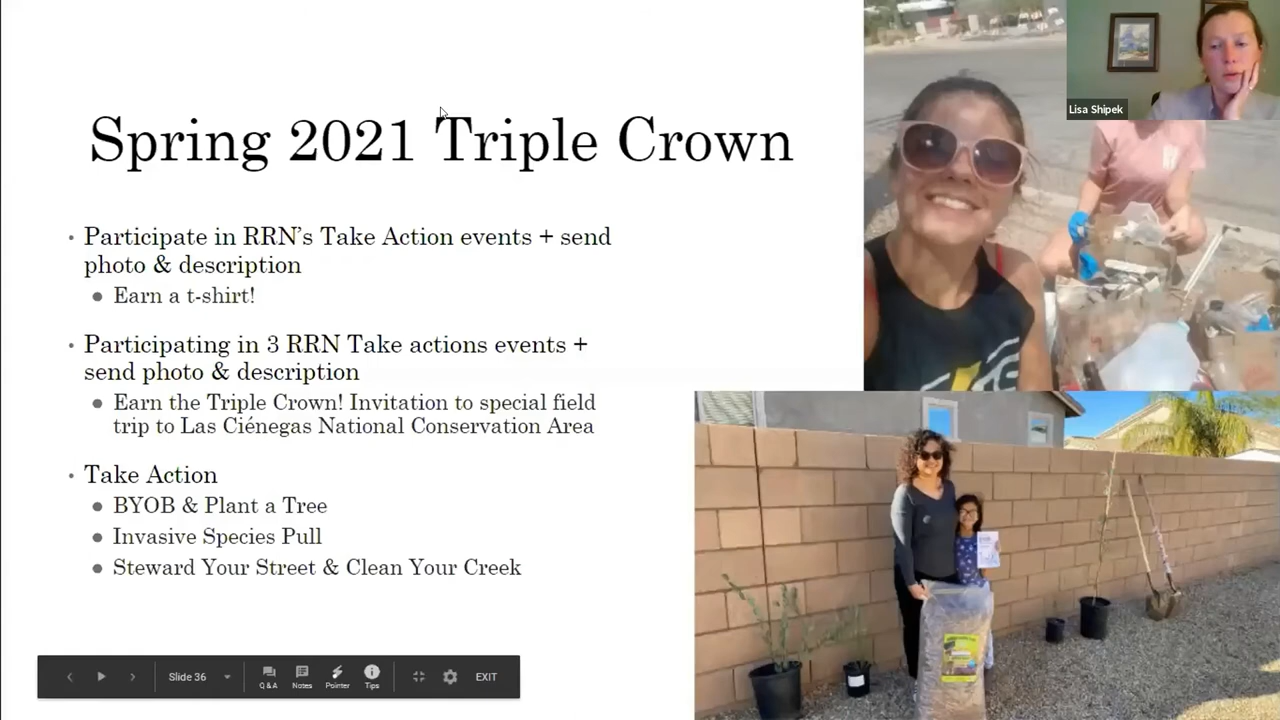 Spring 2021 Triple Crown
• Participate in RRN’s Take Action events + send
photo & description
● Earn a t-shirt!
• Participating in 3 RRN Take actions events +
send photo & description
● Earn the Triple Crown! Invitation to special field
trip to Las Ciénegas National Conservation Area
• Take Action
● BYOB & Plant a Tree
● Invasive Species Pull
● Steward Your Street & Clean Your Creek
Lisa Shipek
Slide 36
Q & A
Notes
Pointer
Tips
EXIT